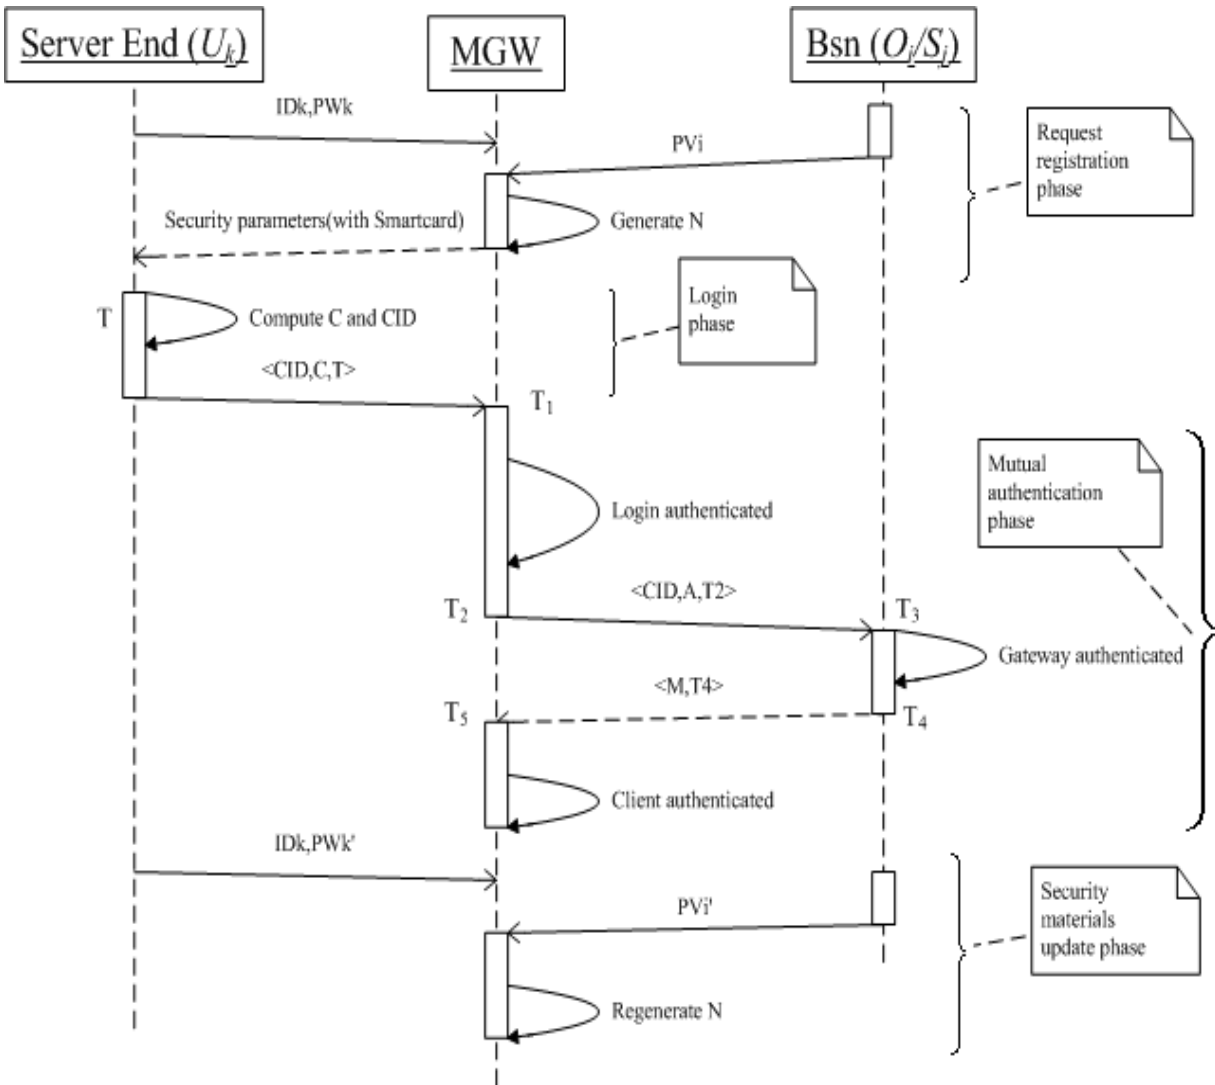 Server End (Uk)
MGW
Bsn (Oi/Sj)
IDk,PWk
PVi
Request
registration
phase
Security parameters(with Smartcard)
Generate N
Login
phase
T
Compute C and CID
<CID,C,T>
T1
Mutual
authentication
phase
Login authenticated
<CID,A,T2>
T2
T3
Gateway authenticated
<M,T4>
T5
T4
Client authenticated
IDk,PWk'
Security
materials
update phase
PVi'
Regenerate N